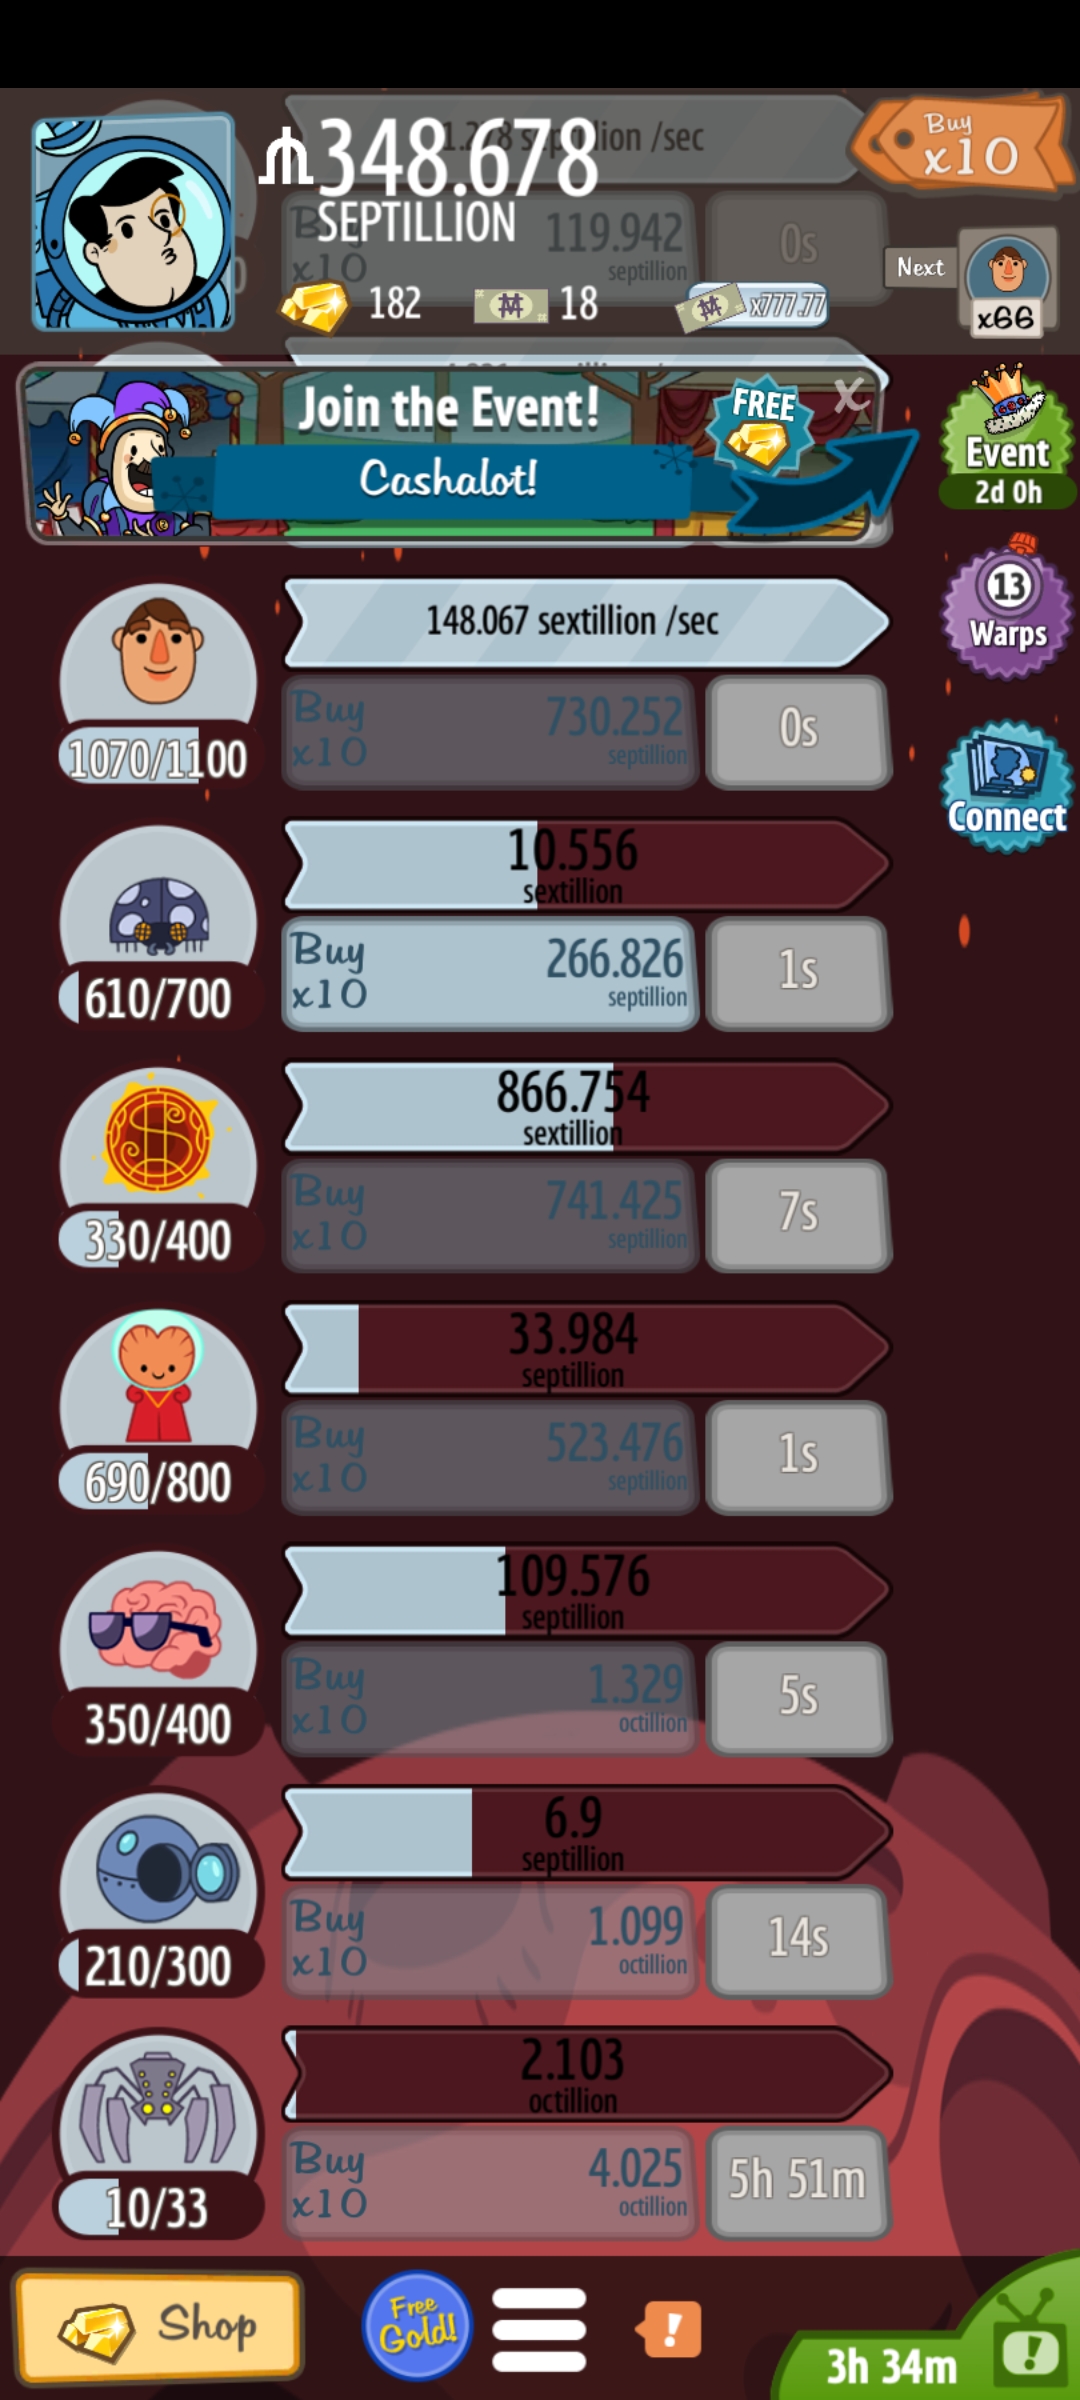 348.678
SEPTILLION
septillion /sec
Buy
x10
Buy
x10
119.942
septillion
0s
182
18
x777.77
Next
x66
Join the Event!
FREE
Cashalot!
Event
2d 0h
13
Warps
Connect
148.067 sextillion /sec
Buy
x10
730.252
septillion
0s
1070/1100
10.556
sextillion
Buy
x10
266.826
septillion
1s
610/700
866.754
sextillion
Buy
x10
741.425
septillion
7s
330/400
33.984
septillion
Buy
x10
523.476
septillion
1s
690/800
109.576
septillion
Buy
x10
1.329
octillion
5s
350/400
6.9
septillion
Buy
x10
1.099
octillion
14s
210/300
2.103
octillion
Buy
x10
4.025
octillion
5h 51m
10/33
Shop
Free
Gold!
!
3h 34m
!